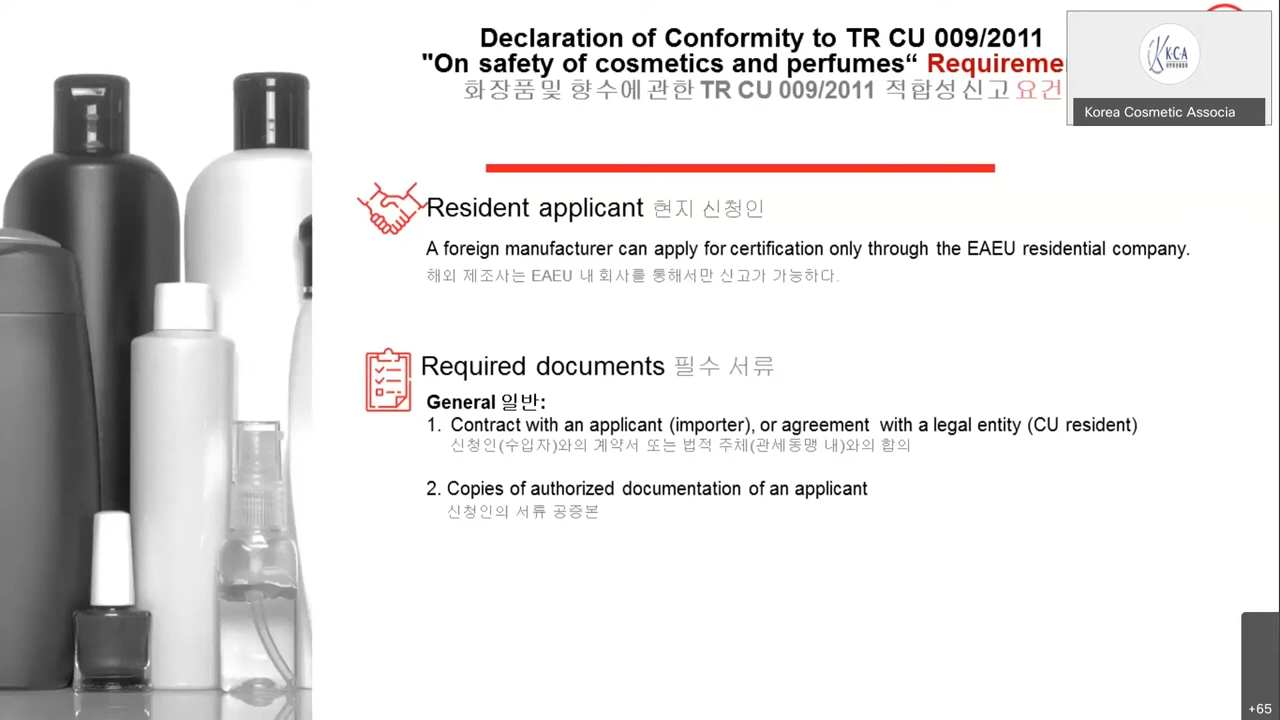 Declaration of Conformity to TR CU 009/2011
"On safety of cosmetics and perfumes“
화장품및 향수에관한 TR CU 009/2011 적합성신고 요건
KCA
Korea Cosmetic Associa
Resident applicant 현지 신청인
A foreign manufacturer can apply for certification only through the EAEU residential company.
해외 제조사는 EAEU 내 회사를 통해서만 신고가 가능하다.
Required documents 필수 서류
General 일반:
1. Contract with an applicant (importer), or agreement with a legal entity (CU resident)
신청인(수입자)와의 계약서 또는 법적 주체(관세동맹 내)와의 합의
2. Copies of authorized documentation of an applicant
신청인의 서류 공증본
+65